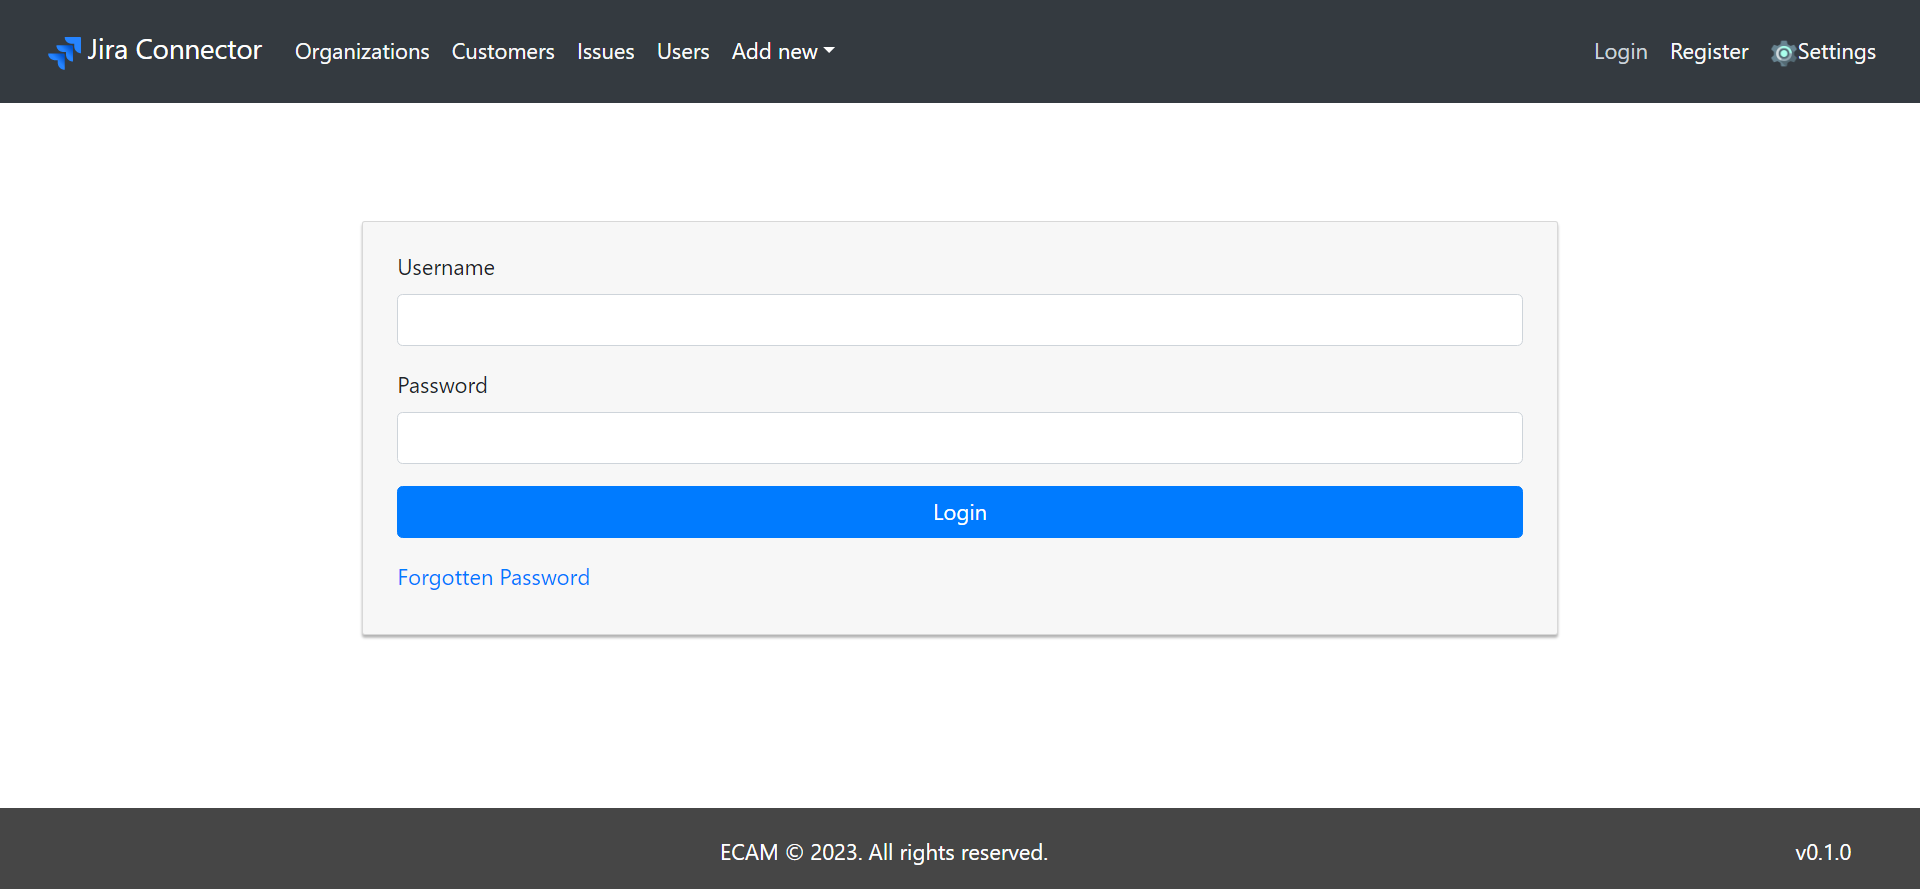 Jira Connector Organizations Customers Issues Users Add new Login Register Settings
Username
Password
Login
Forgotten Password
ECAM © 2023. All rights reserved. v0.1.0